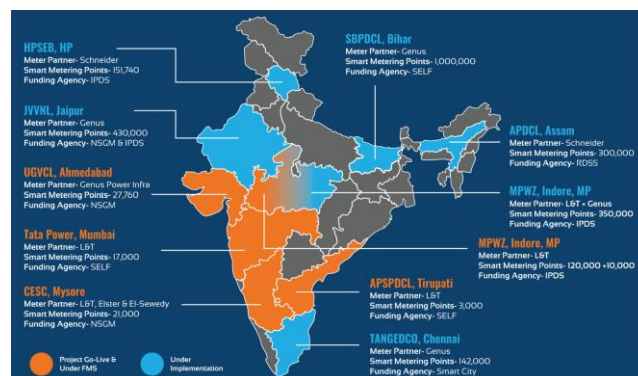 HPSEB, HP
Meter Partner- Schneider
Smart Metering Points- 151,740
Funding Agency- IPDS
JVVNL, Jaipur
Meter Partner- Genus
Smart Metering Points- 430,000
Funding Agency- NSGM & IPDS
UGVCL, Ahmedabad
Meter Partner- Genus Power Infra
Smart Metering Points- 27,760
Funding Agency- NSGM
Tata Power, Mumbai
Meter Partner- L&T
Smart Metering Points- 17,000
Funding Agency- SELF
CESC, Mysore
Meter Partner- L&T, Elster & El-Sewedy
Smart Metering Points- 21,000
Funding Agency- NSGM
SBPDCL, Bihar
Meter Partner- Genus
Smart Metering Points- 1,000,000
Funding Agency- SELF
APDCL, Assam
Meter Partner- Schneider
Smart Metering Points- 300,000
Funding Agency- RDSS
MPWZ, Indore, MP
Meter Partner- L&T + Genus
Smart Metering Points- 350,000
Funding Agency- IPDS
MPWZ, Indore, MP
Meter Partner- L&T
Smart Metering Points- 120,000 +10,000
Funding Agency- IPDS
APSPDCL, Tirupati
Meter Partner- L&T
Smart Metering Points- 3,000
Funding Agency- SELF
TANGEDCO, Chennai
Meter Partner- Genus
Smart Metering Points- 142,000
Funding Agency- Smart City
Project Go-Live &
Under FMS
Under
Implementation